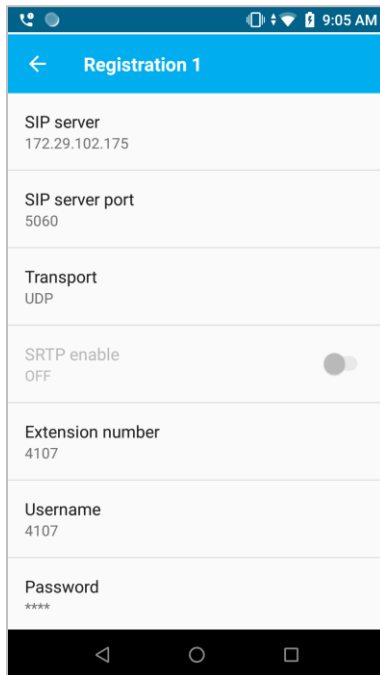 9:05 AM
Registration 1
SIP server
172.29.102.175
SIP server port
5060
Transport
UDP
SRTP enable
OFF
Extension number
4107
Username
4107
Password
****